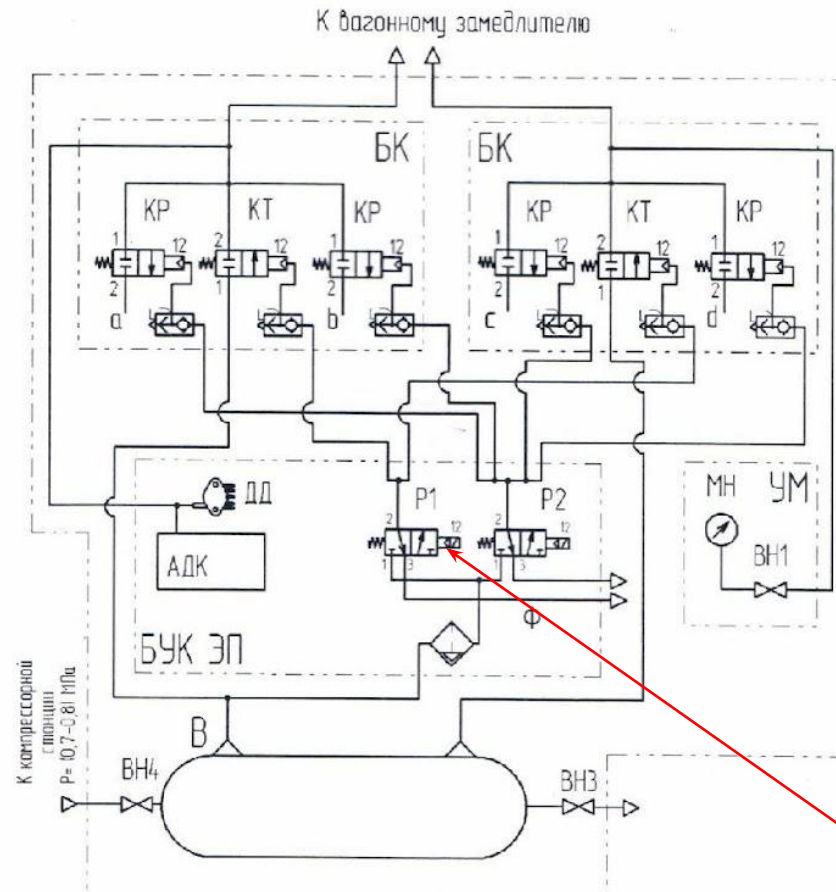 К вагонному замедлителю
БК
БК
КР
КТ
КР
КР
КТ
КР
1
2
1
1
2
1
12
12
12
12
12
12
2
1
2
2
1
2
a
b
c
d
ДД
АДК
Р1
Р2
2
12
2
12
1
3
1
3
МН
УМ
ВН1
Ф
БУК ЭП
К компрессорной
станции
Р= (0,7-0,8) МПа
В
ВН4
ВН3